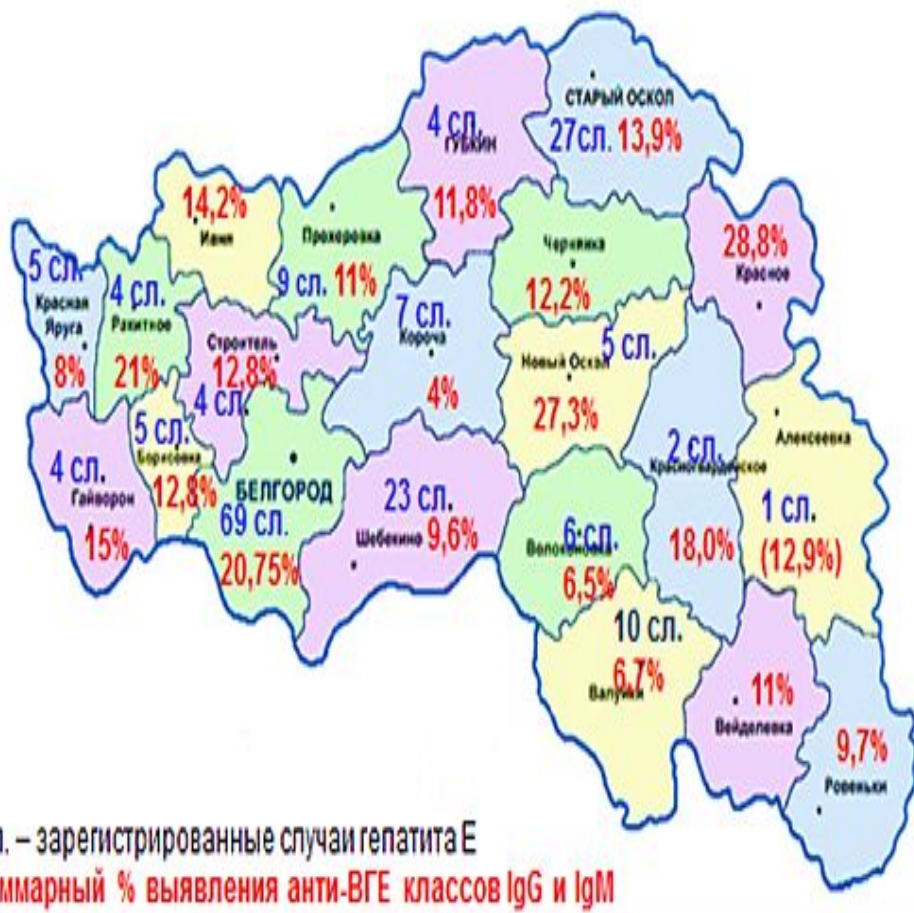 СТАРЫЙ ОСКОЛ
27сл. 13,9%
4 сл.
ГУБКИН
11,8%
14,2%
Ивня
Прохоровка
9 сл. 11%
Чернянка
12,2%
28,8%
Красное
5 сл.
Красная
Яруга
8%
4 сл.
Ракитное
21%
Строитель
12,8%
4 сл.
7 сл.
Короча
4%
5 сл.
Новый Оскол
27,3%
2 сл.
Красногвардейское
18,0%
Алексеевка
1 сл.
(12,9%)
4 сл.
Гайворон
15%
5 сл.
Борисовка
12,8%
БЕЛГОРОД
69 сл.
20,75%
23 сл.
Шебекино 9,6%
6 сл.
Волоконовка
6,5%
10 сл.
6,7%
Валуйки
11%
Вейделевка
9,7%
Ровеньки
л. – зарегистрированные случаи гепатита Е
ммарный % выявления анти-ВГЕ классов IgG и IgM